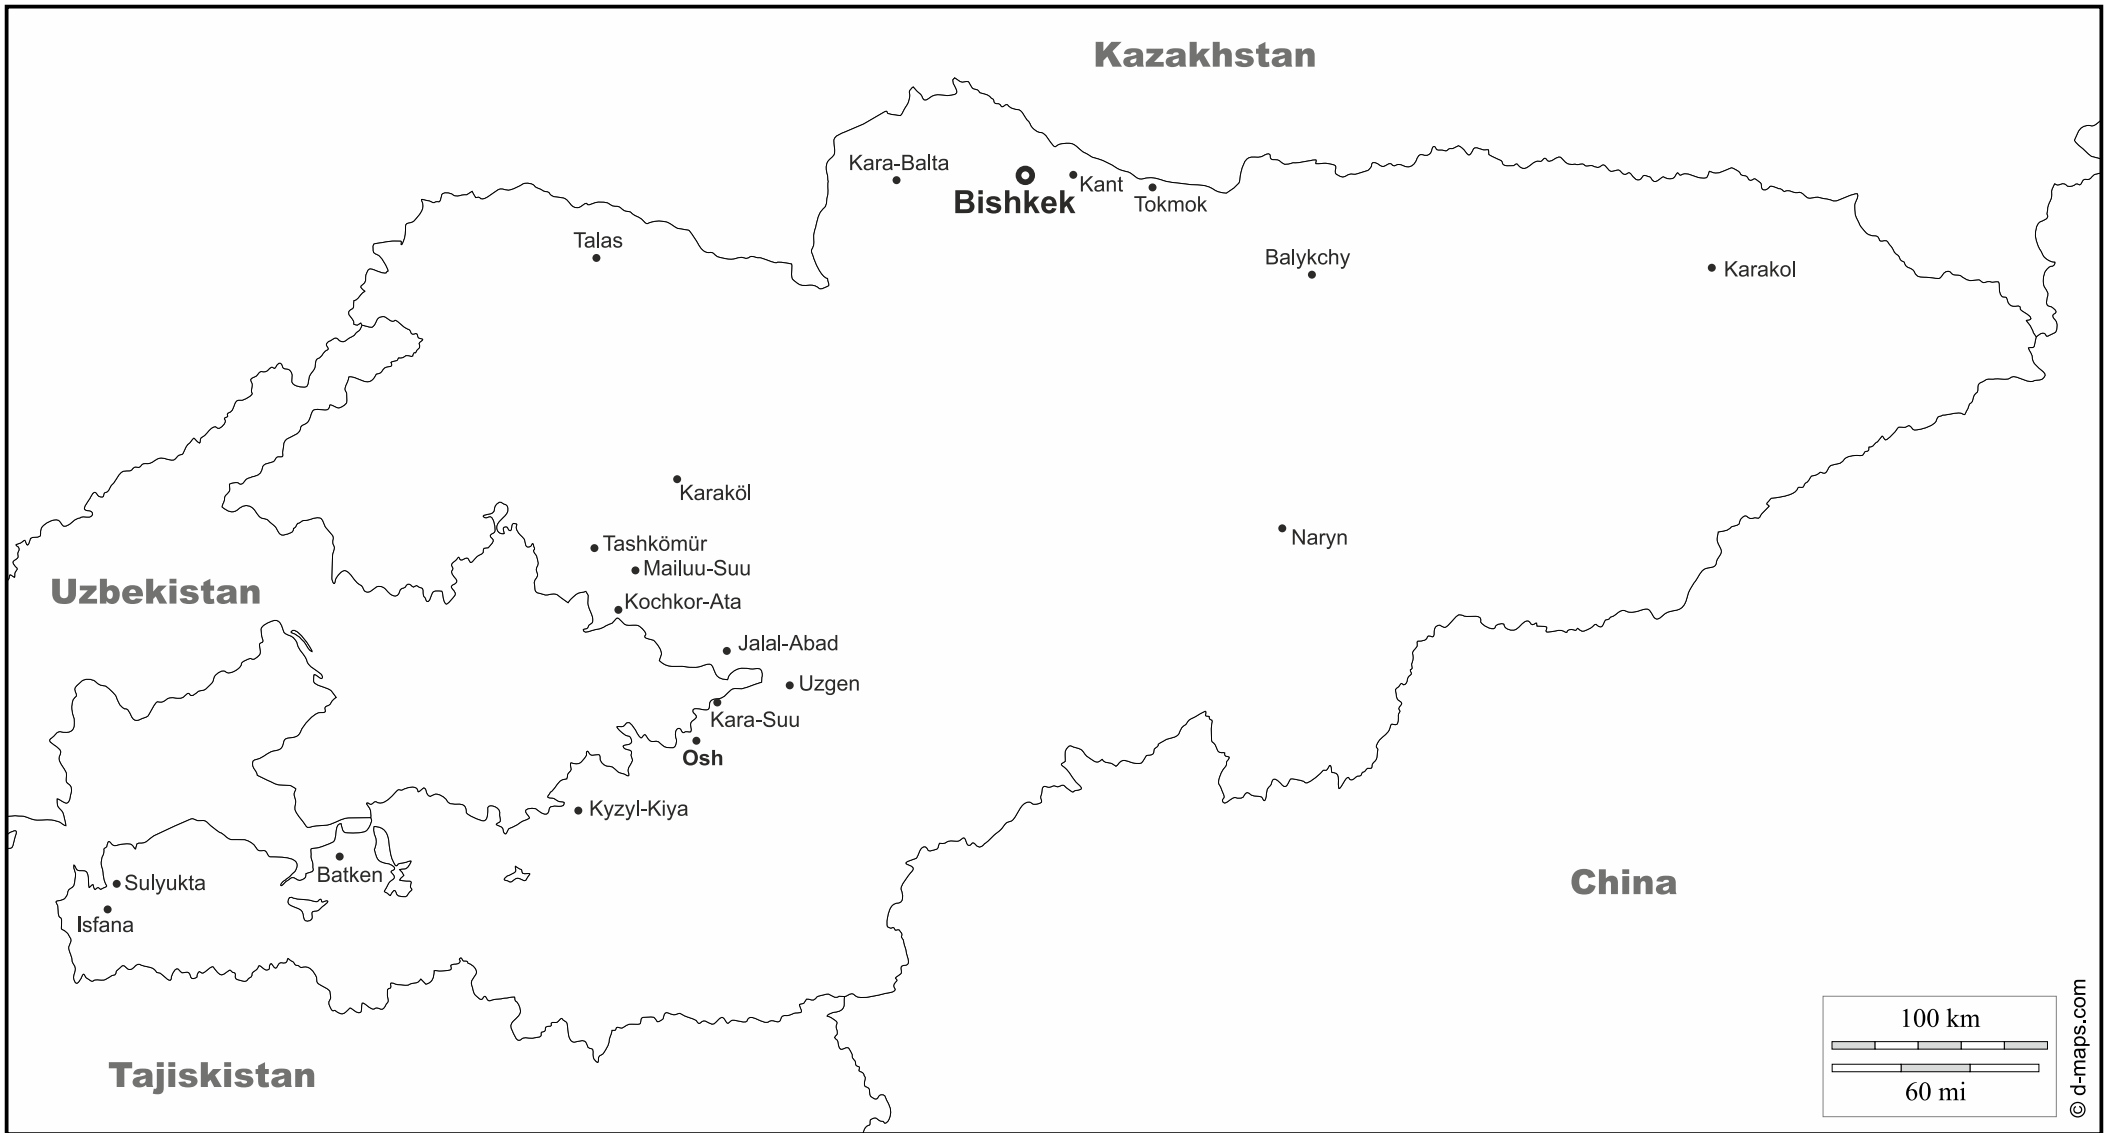 Kazakhstan
Kara-Balta
Kant
Bishkek
Tokmok
Talas
Balykchy
Karakol
Karaköl
Naryn
Tashkömür
Mailuu-Suu
Uzbekistan
Kochkor-Ata
Jalal-Abad
Uzgen
Kara-Suu
Osh
Kyzyl-Kiya
Batken
Sulyukta
Isfana
China
Tajiskistan
100 km
60 mi
© d-maps.com